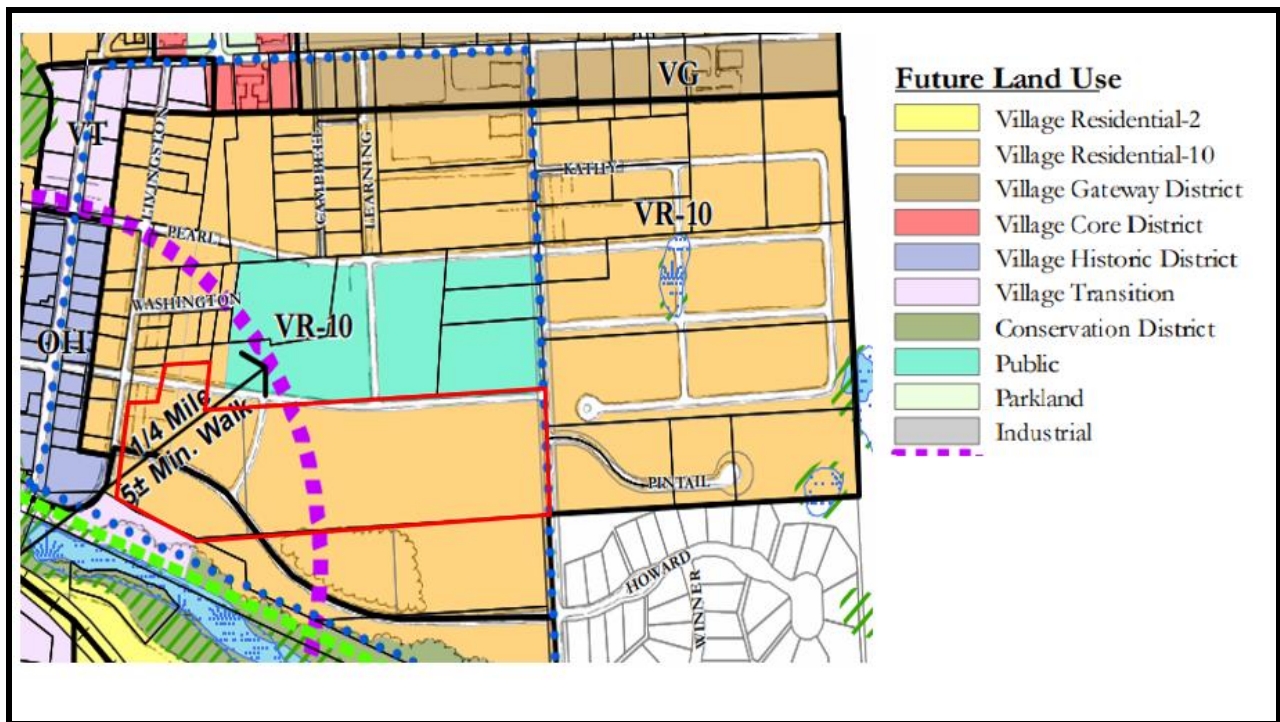 VG
VT
LIVINGSTON
CAMPBELL
LEARNING
KATHY
VR-10
PEARL
WASHINGTON
VR-10
OH
1/4 Mile
5± Min. Walk
PINTAIL
HOWARD
WINNER
Future Land Use
Village Residential-2
Village Residential-10
Village Gateway District
Village Core District
Village Historic District
Village Transition
Conservation District
Public
Parkland
Industrial